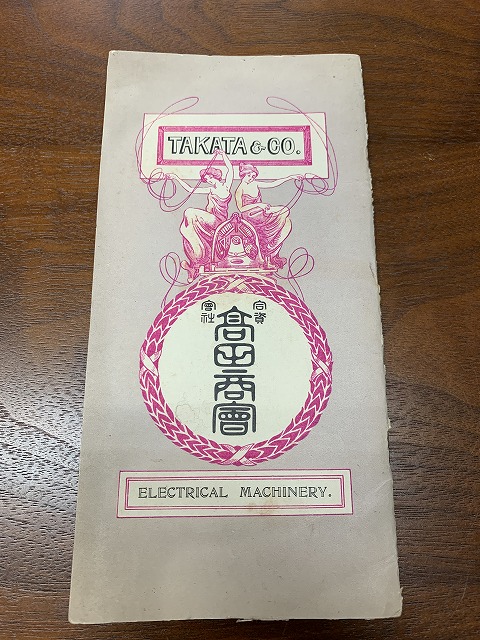 TAKATA & CO.
合資
會社
高田商會
ELECTRICAL MACHINERY.